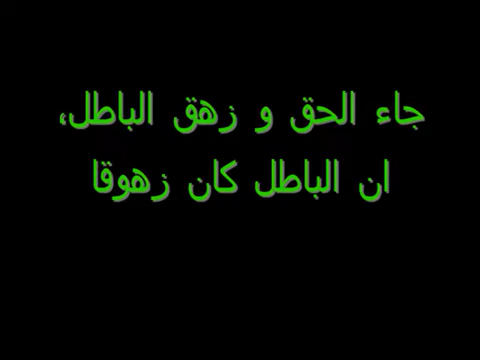 جاء الحق و زهق الباطل،
ان الباطل كان زهوقا